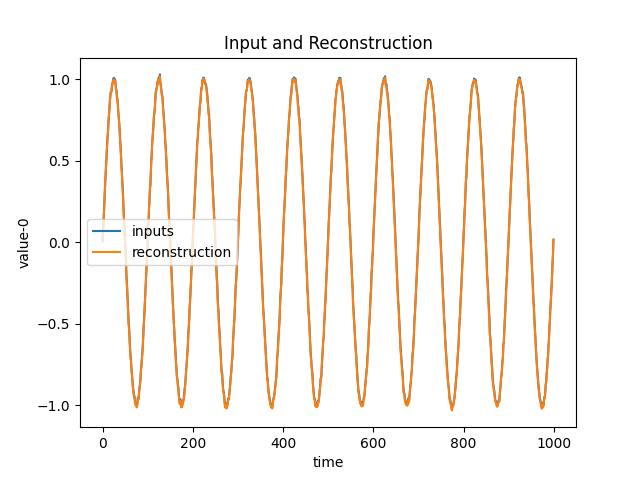 Input and Reconstruction
1.0
0.5
0.0
−0.5
−1.0
value-0
inputs
reconstruction
0 200 400 600 800 1000
time